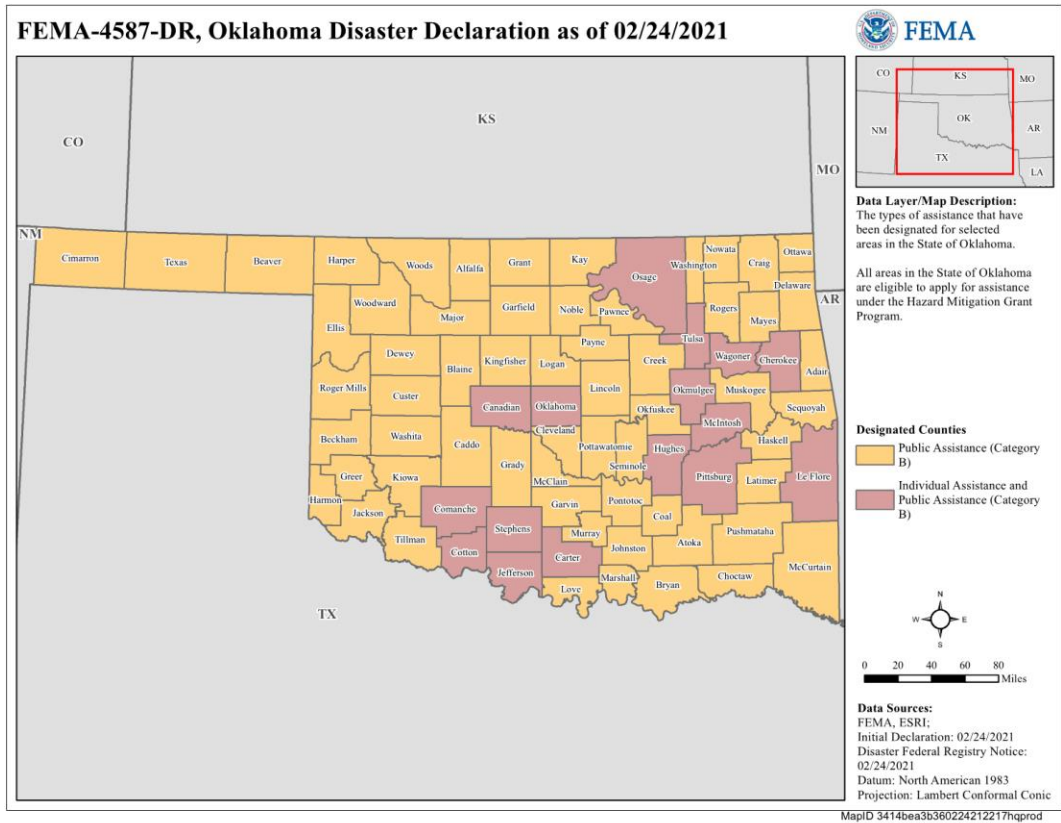 FEMA-4587-DR, Oklahoma Disaster Declaration as of 02/24/2021
FEMA
CO
KS
MO
NM
OK
AR
TX
LA
Data Layer/Map Description:
The types of assistance that have
been designated for selected
areas in the State of Oklahoma.
All areas in the State of Oklahoma
are eligible to apply for assistance
under the Hazard Mitigation Grant
Program.
Designated Counties
Public Assistance (Category
B)
Individual Assistance and
Public Assistance (Category
B)
N
W
E
S
0 20 40 60 80
Miles
Data Sources:
FEMA, ESRI;
Initial Declaration: 02/24/2021
Disaster Federal Registry Notice:
02/24/2021
Datum: North American 1983
Projection: Lambert Conformal Conic
MapID 3414bea3b360224212217hqprod
KS
CO
MO
NM
AR
TX
Cimarron
Texas
Beaver
Harper
Woods
Alfalfa
Grant
Kay
Osage
Washington
Nowata
Craig
Ottawa
Delaware
Ellis
Woodward
Major
Garfield
Noble
Pawnee
Rogers
Mayes
Tulsa
Dewey
Blaine
Kingfisher
Logan
Payne
Creek
Wagoner
Cherokee
Adair
Roger Mills
Custer
Canadian
Oklahoma
Lincoln
Okfuskee
Okmulgee
Muskogee
Sequoyah
McIntosh
Beckham
Washita
Caddo
Grady
Cleveland
Pottawatomie
Seminole
Hughes
Haskell
Pittsburg
Latimer
Le Flore
Greer
Kiowa
McClain
Harmon
Jackson
Comanche
Garvin
Pontotoc
Coal
Pushmataha
Tillman
Stephens
Murray
Johnston
Atoka
McCurtain
Cotton
Jefferson
Carter
Love
Marshall
Bryan
Choctaw